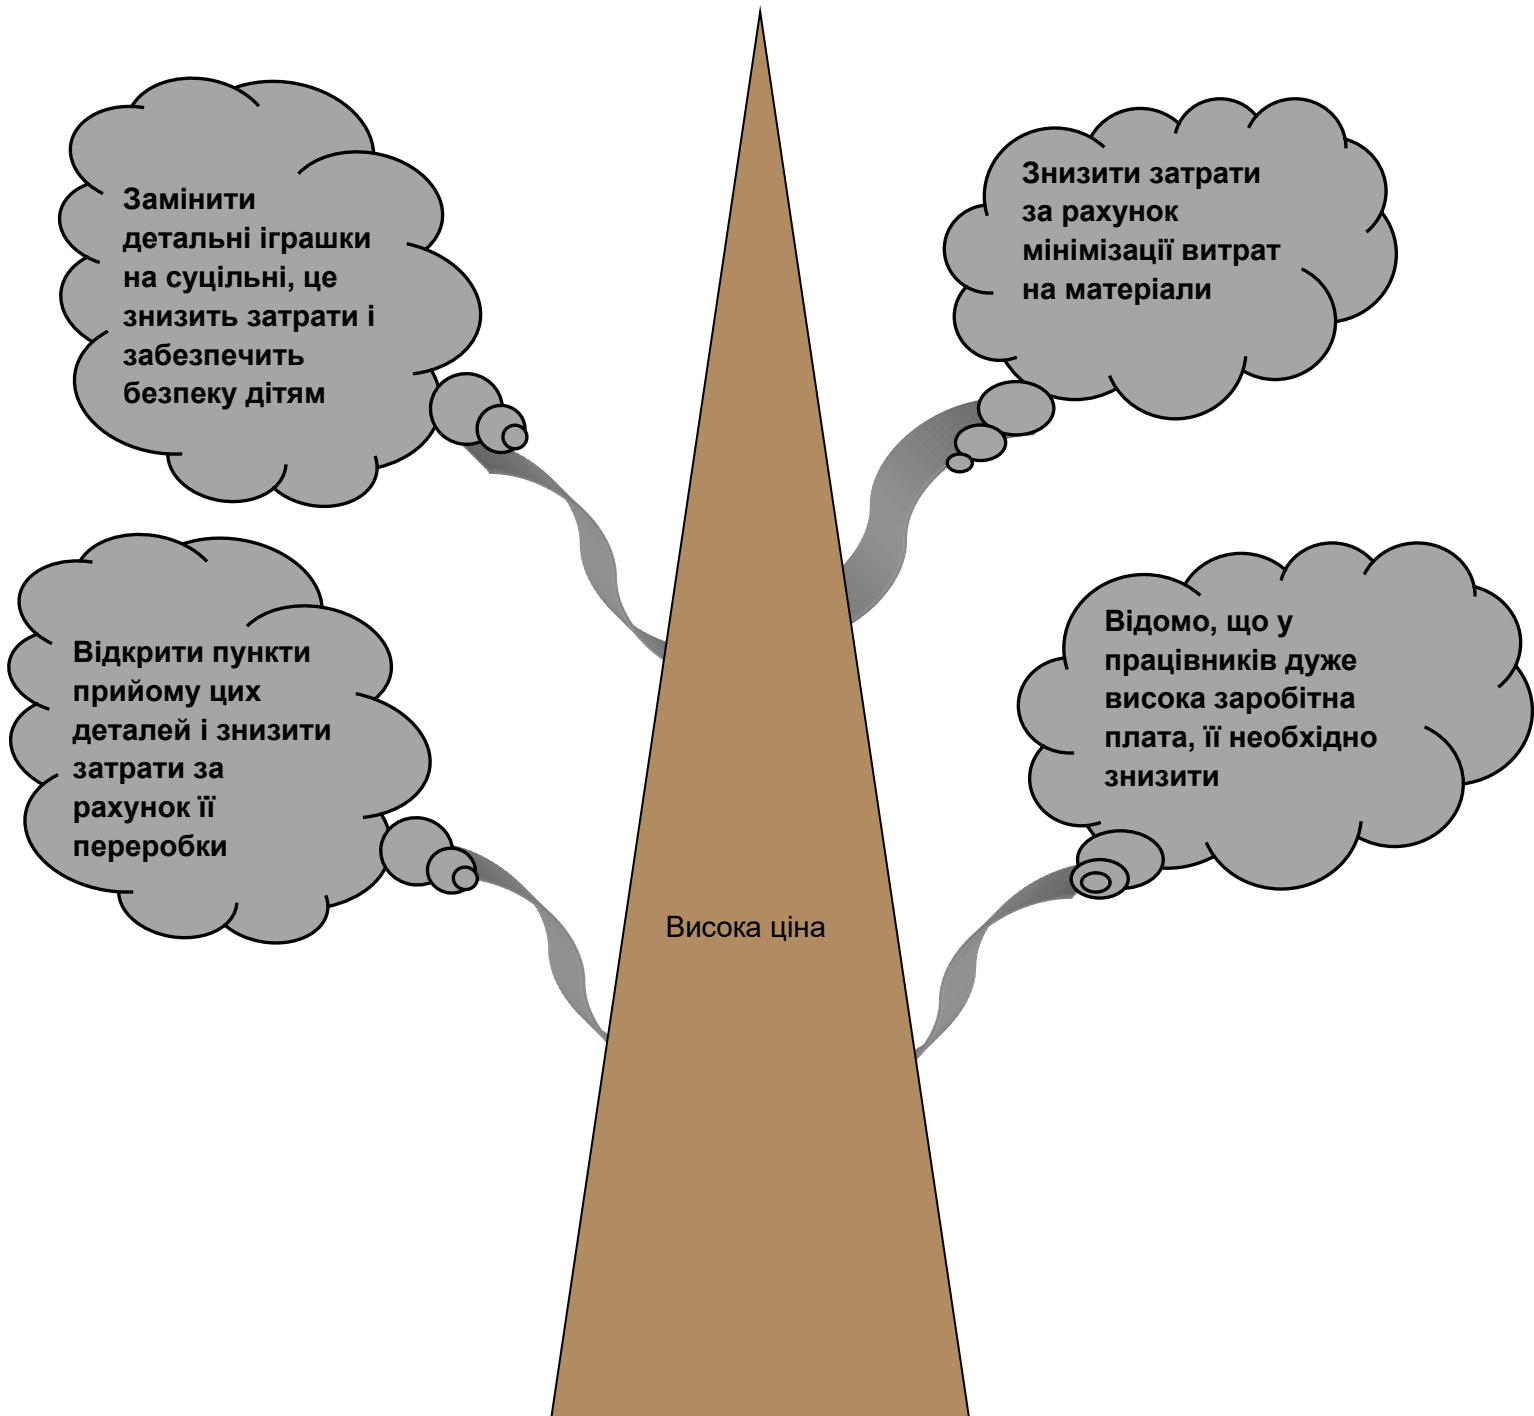 Замінити
детальні іграшки
на суцільні, це
знизить затрати і
забезпечить
безпеку дітям
Знизити затрати
за рахунок
мінімізації витрат
на матеріали
Відкрити пункти
прийому цих
деталей і знизити
затрати за
рахунок її
переробки
Відомо, що у
працівників дуже
висока заробітна
плата, її необхідно
знизити
Висока ціна